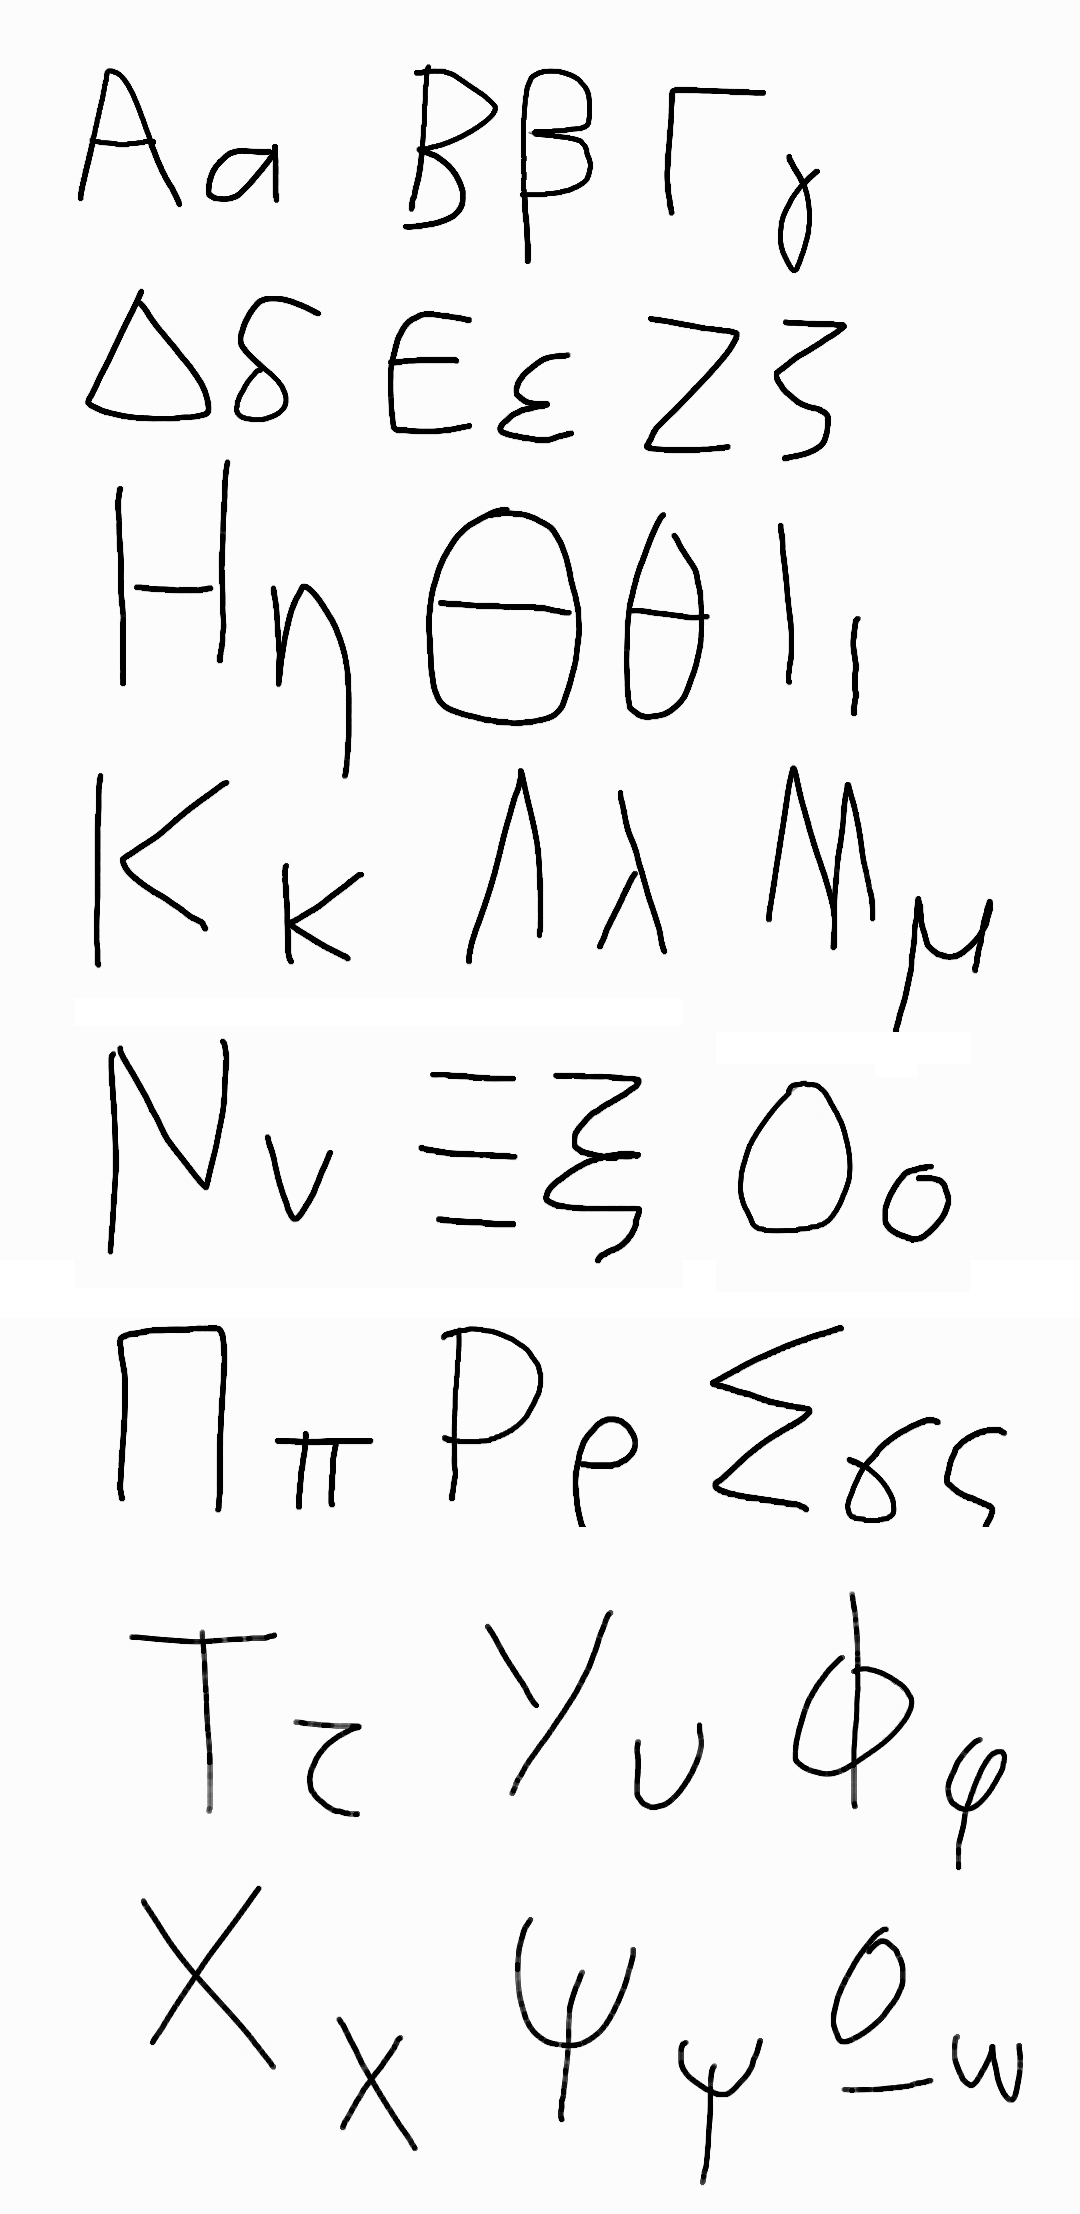 Αα Ββ Γγ
Δδ Εε Ζζ
Ηη Θθ Ιι
Κκ Λλ Μμ
Νν Ξξ Οο
Ππ Ρρ Σσς
Ττ Υυ Φφ
Χχ Ψψ Ωω